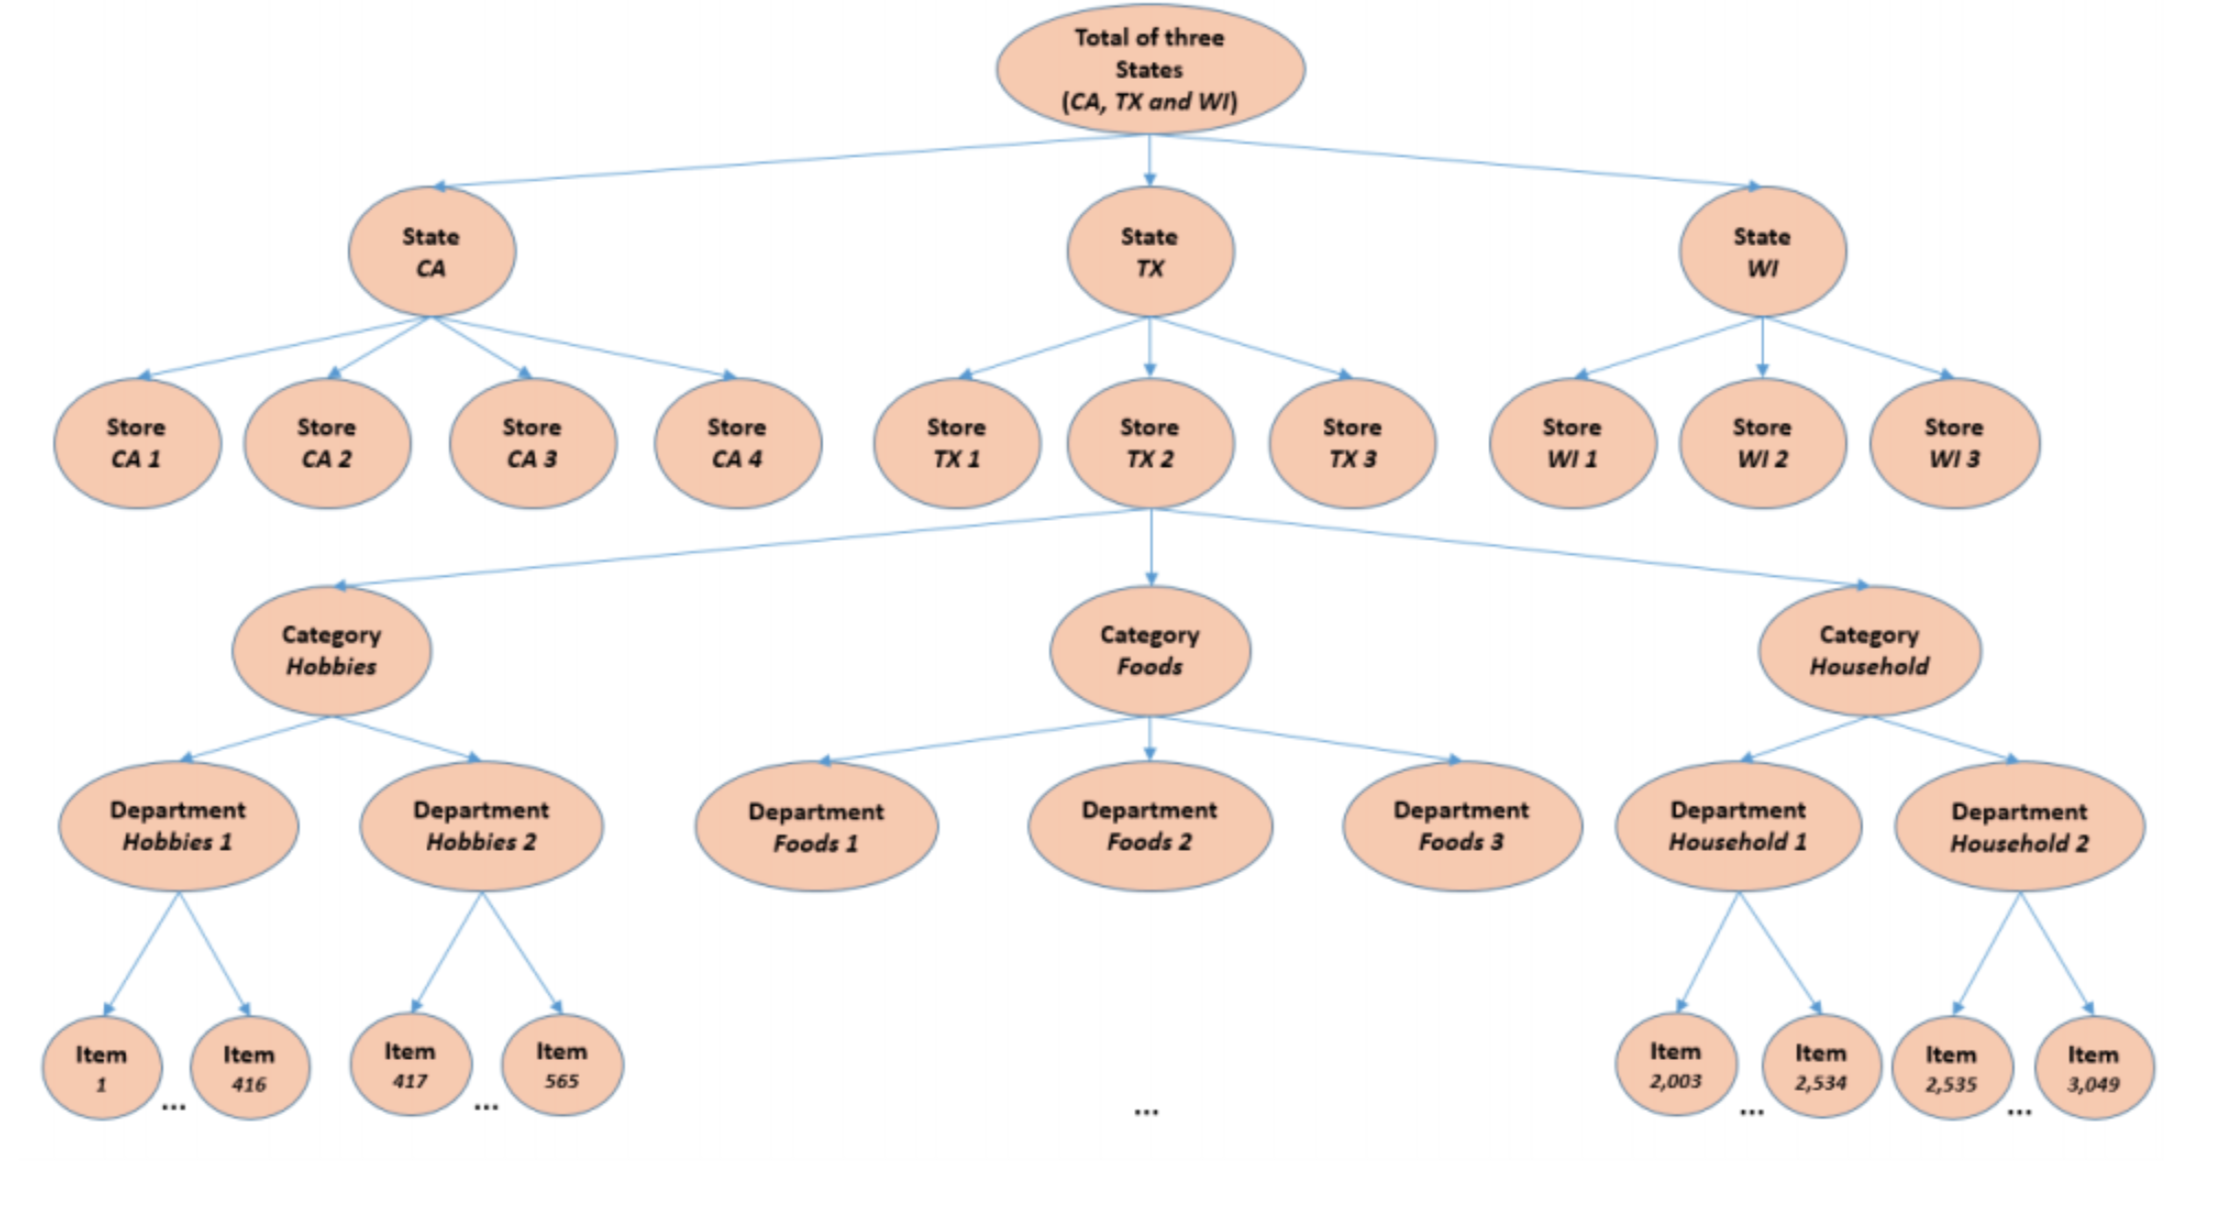 Total of three
States
(CA, TX and WI)
State
CA
State
TX
State
WI
Store
CA 1
Store
CA 2
Store
CA 3
Store
CA 4
Store
TX 1
Store
TX 2
Store
TX 3
Store
WI 1
Store
WI 2
Store
WI 3
Category
Hobbies
Category
Foods
Category
Household
Department
Hobbies 1
Department
Hobbies 2
Department
Foods 1
Department
Foods 2
Department
Foods 3
Department
Household 1
Department
Household 2
Item
1
...
Item
416
Item
417
...
Item
565
...
Item
2,003
...
Item
2,534
Item
2,535
...
Item
3,049